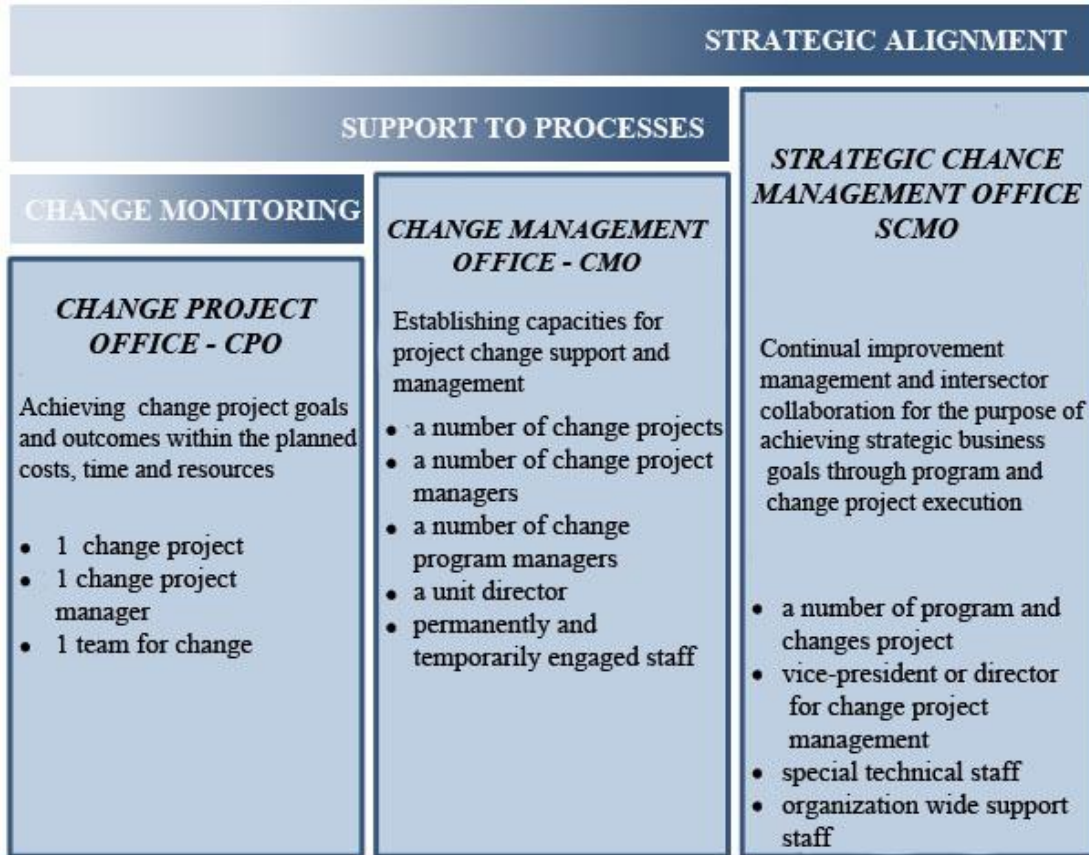 STRATEGIC ALIGNMENT
SUPPORT TO PROCESSES
CHANGE MONITORING
CHANGE PROJECT
OFFICE - CPO
Achieving change project goals
and outcomes within the planned
costs, time and resources
• 1 change project
• 1 change project
manager
• 1 team for change
CHANGE MANAGEMENT
OFFICE - CMO
Establishing capacities for
project change support and
management
• a number of change projects
• a number of change project
managers
• a number of change
program managers
• a unit director
• permanently and
temporarily engaged staff
STRATEGIC CHANCE
MANAGEMENT OFFICE
SCMO
Continual improvement
management and intersector
collaboration for the purpose of
achieving strategic business
goals through program and
change project execution
• a number of program and
changes project
• vice-president or director
for change project
management
• special technical staff
• organization wide support
staff